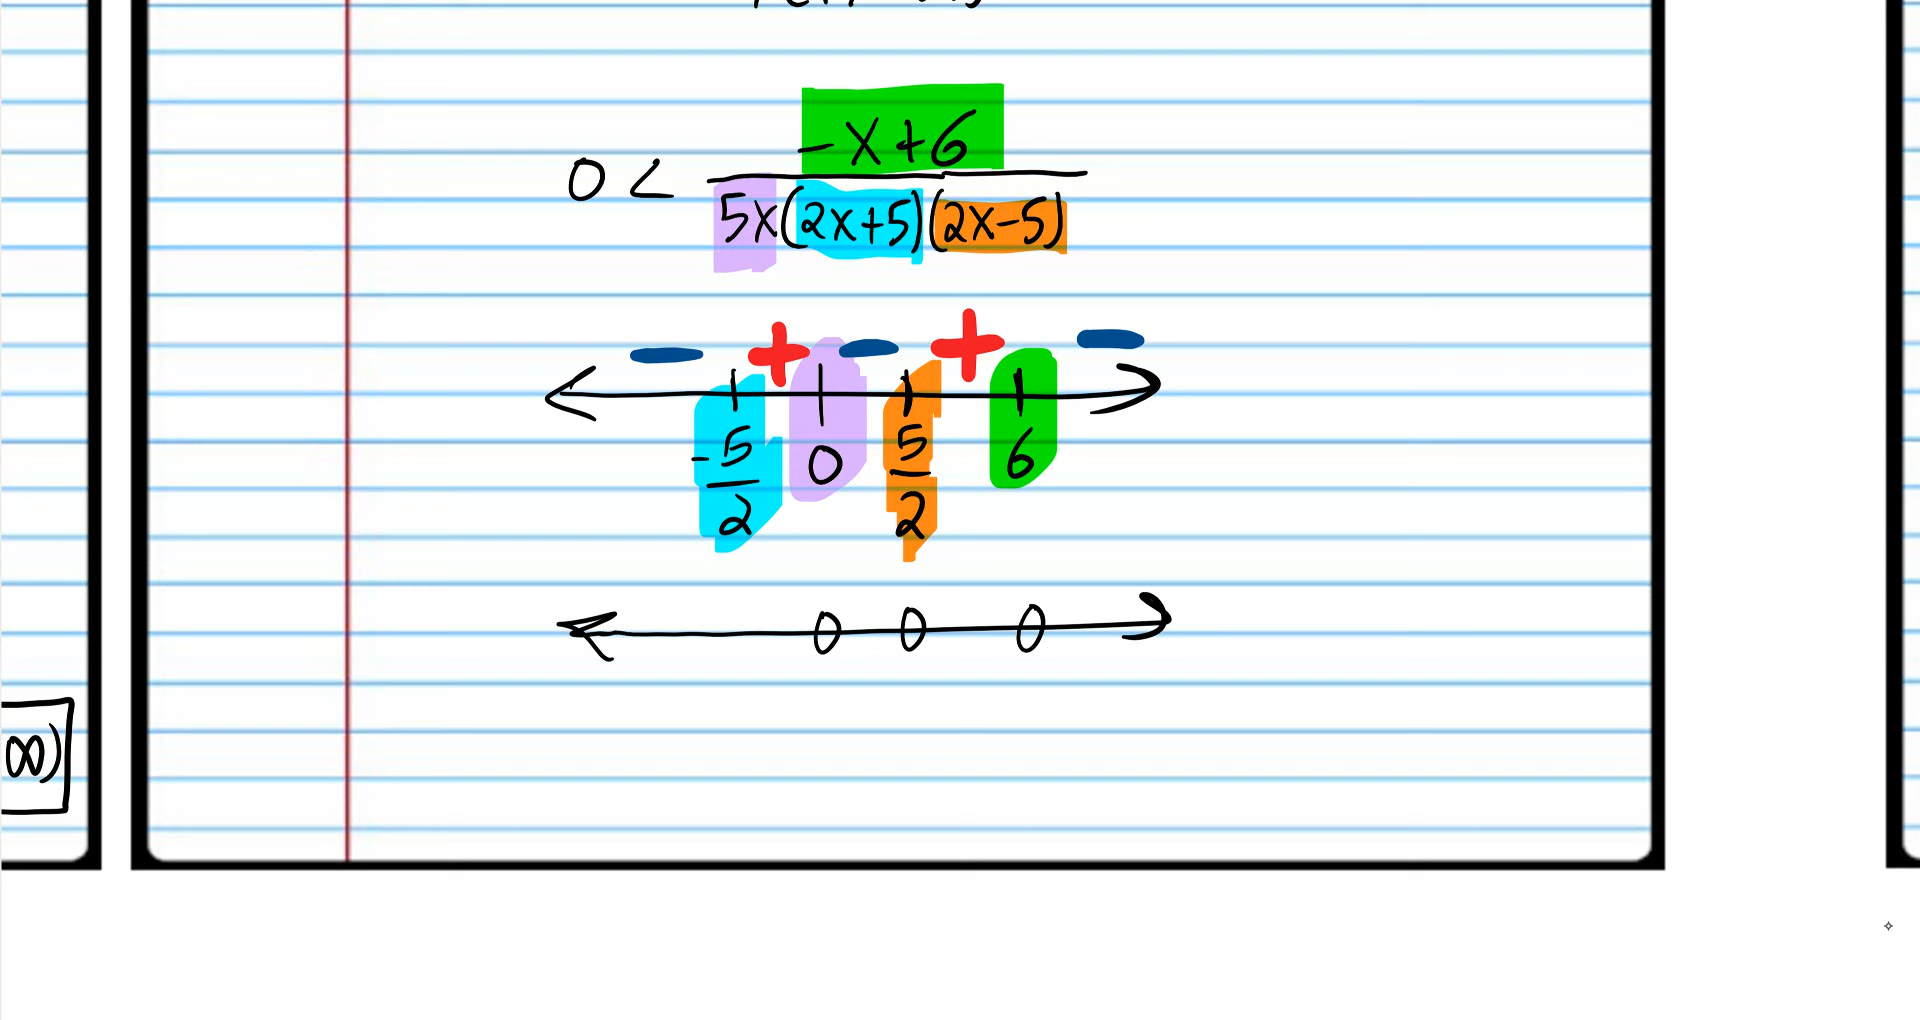 0 < (-x+6)/(5x(2x+5)(2x-5))
− + − + −
-5/2 0 5/2 6
∞)